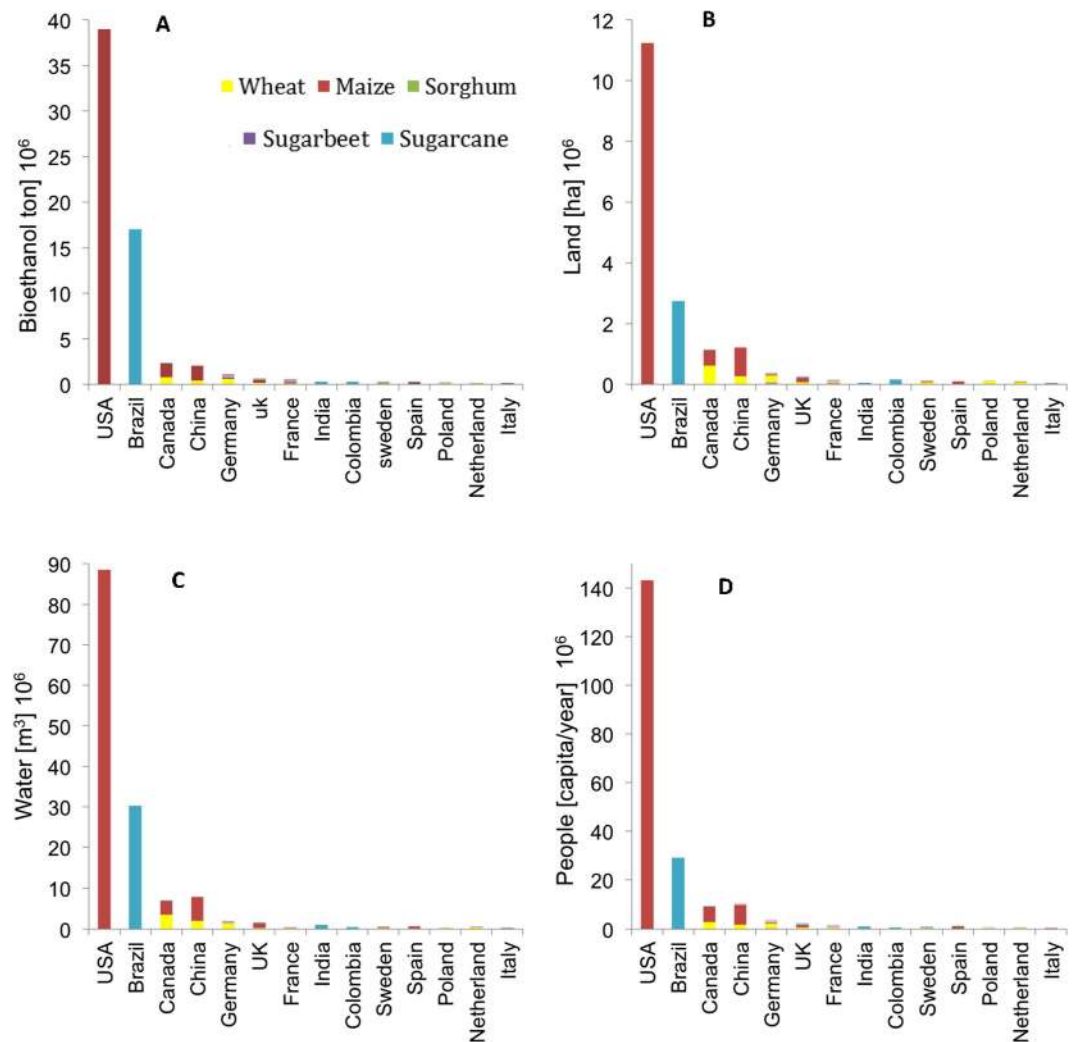 A
Bioethanol ton] 10⁶
40
35
30
25
20
15
10
5
0
Wheat Maize Sorghum
Sugarbeet Sugarcane
USA
Brazil
Canada
China
Germany
uk
France
India
Colombia
sweden
Spain
Poland
Netherland
Italy
B
Land [ha] 10⁶
12
10
8
6
4
2
0
USA
Brazil
Canada
China
Germany
UK
France
India
Colombia
Sweden
Spain
Poland
Netherland
Italy
C
Water [m³] 10⁶
90
80
70
60
50
40
30
20
10
0
USA
Brazil
Canada
China
Germany
UK
France
India
Colombia
Sweden
Spain
Poland
Netherland
Italy
D
People [capita/year] 10⁶
140
120
100
80
60
40
20
0
USA
Brazil
Canada
China
Germany
UK
France
India
Colombia
Sweden
Spain
Poland
Netherland
Italy